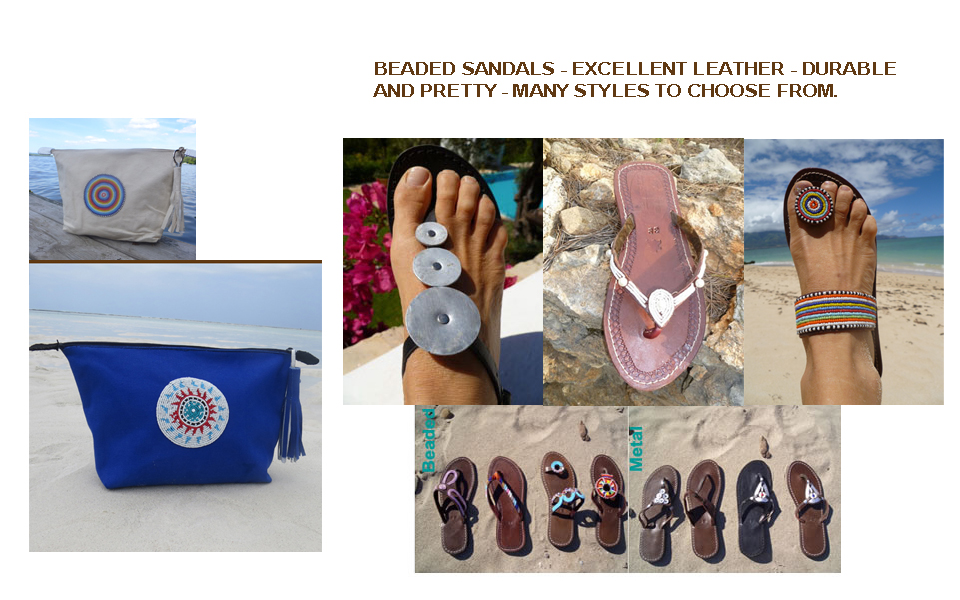 BEADED SANDALS - EXCELLENT LEATHER - DURABLE
AND PRETTY - MANY STYLES TO CHOOSE FROM.
Beaded
Metal